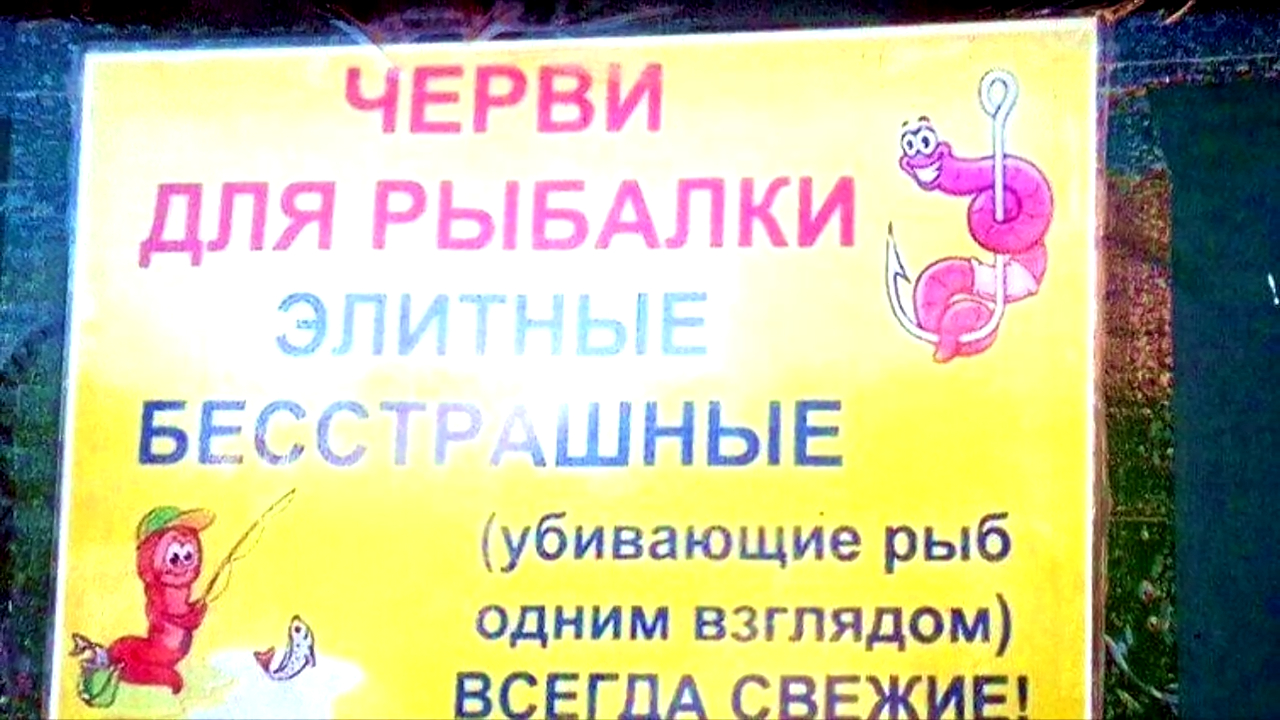 ЧЕРВИ
ДЛЯ РЫБАЛКИ
ЭЛИТНЫЕ
БЕССТРАШНЫЕ
(убивающие рыб
одним взглядом)
ВСЕГДА СВЕЖИЕ!